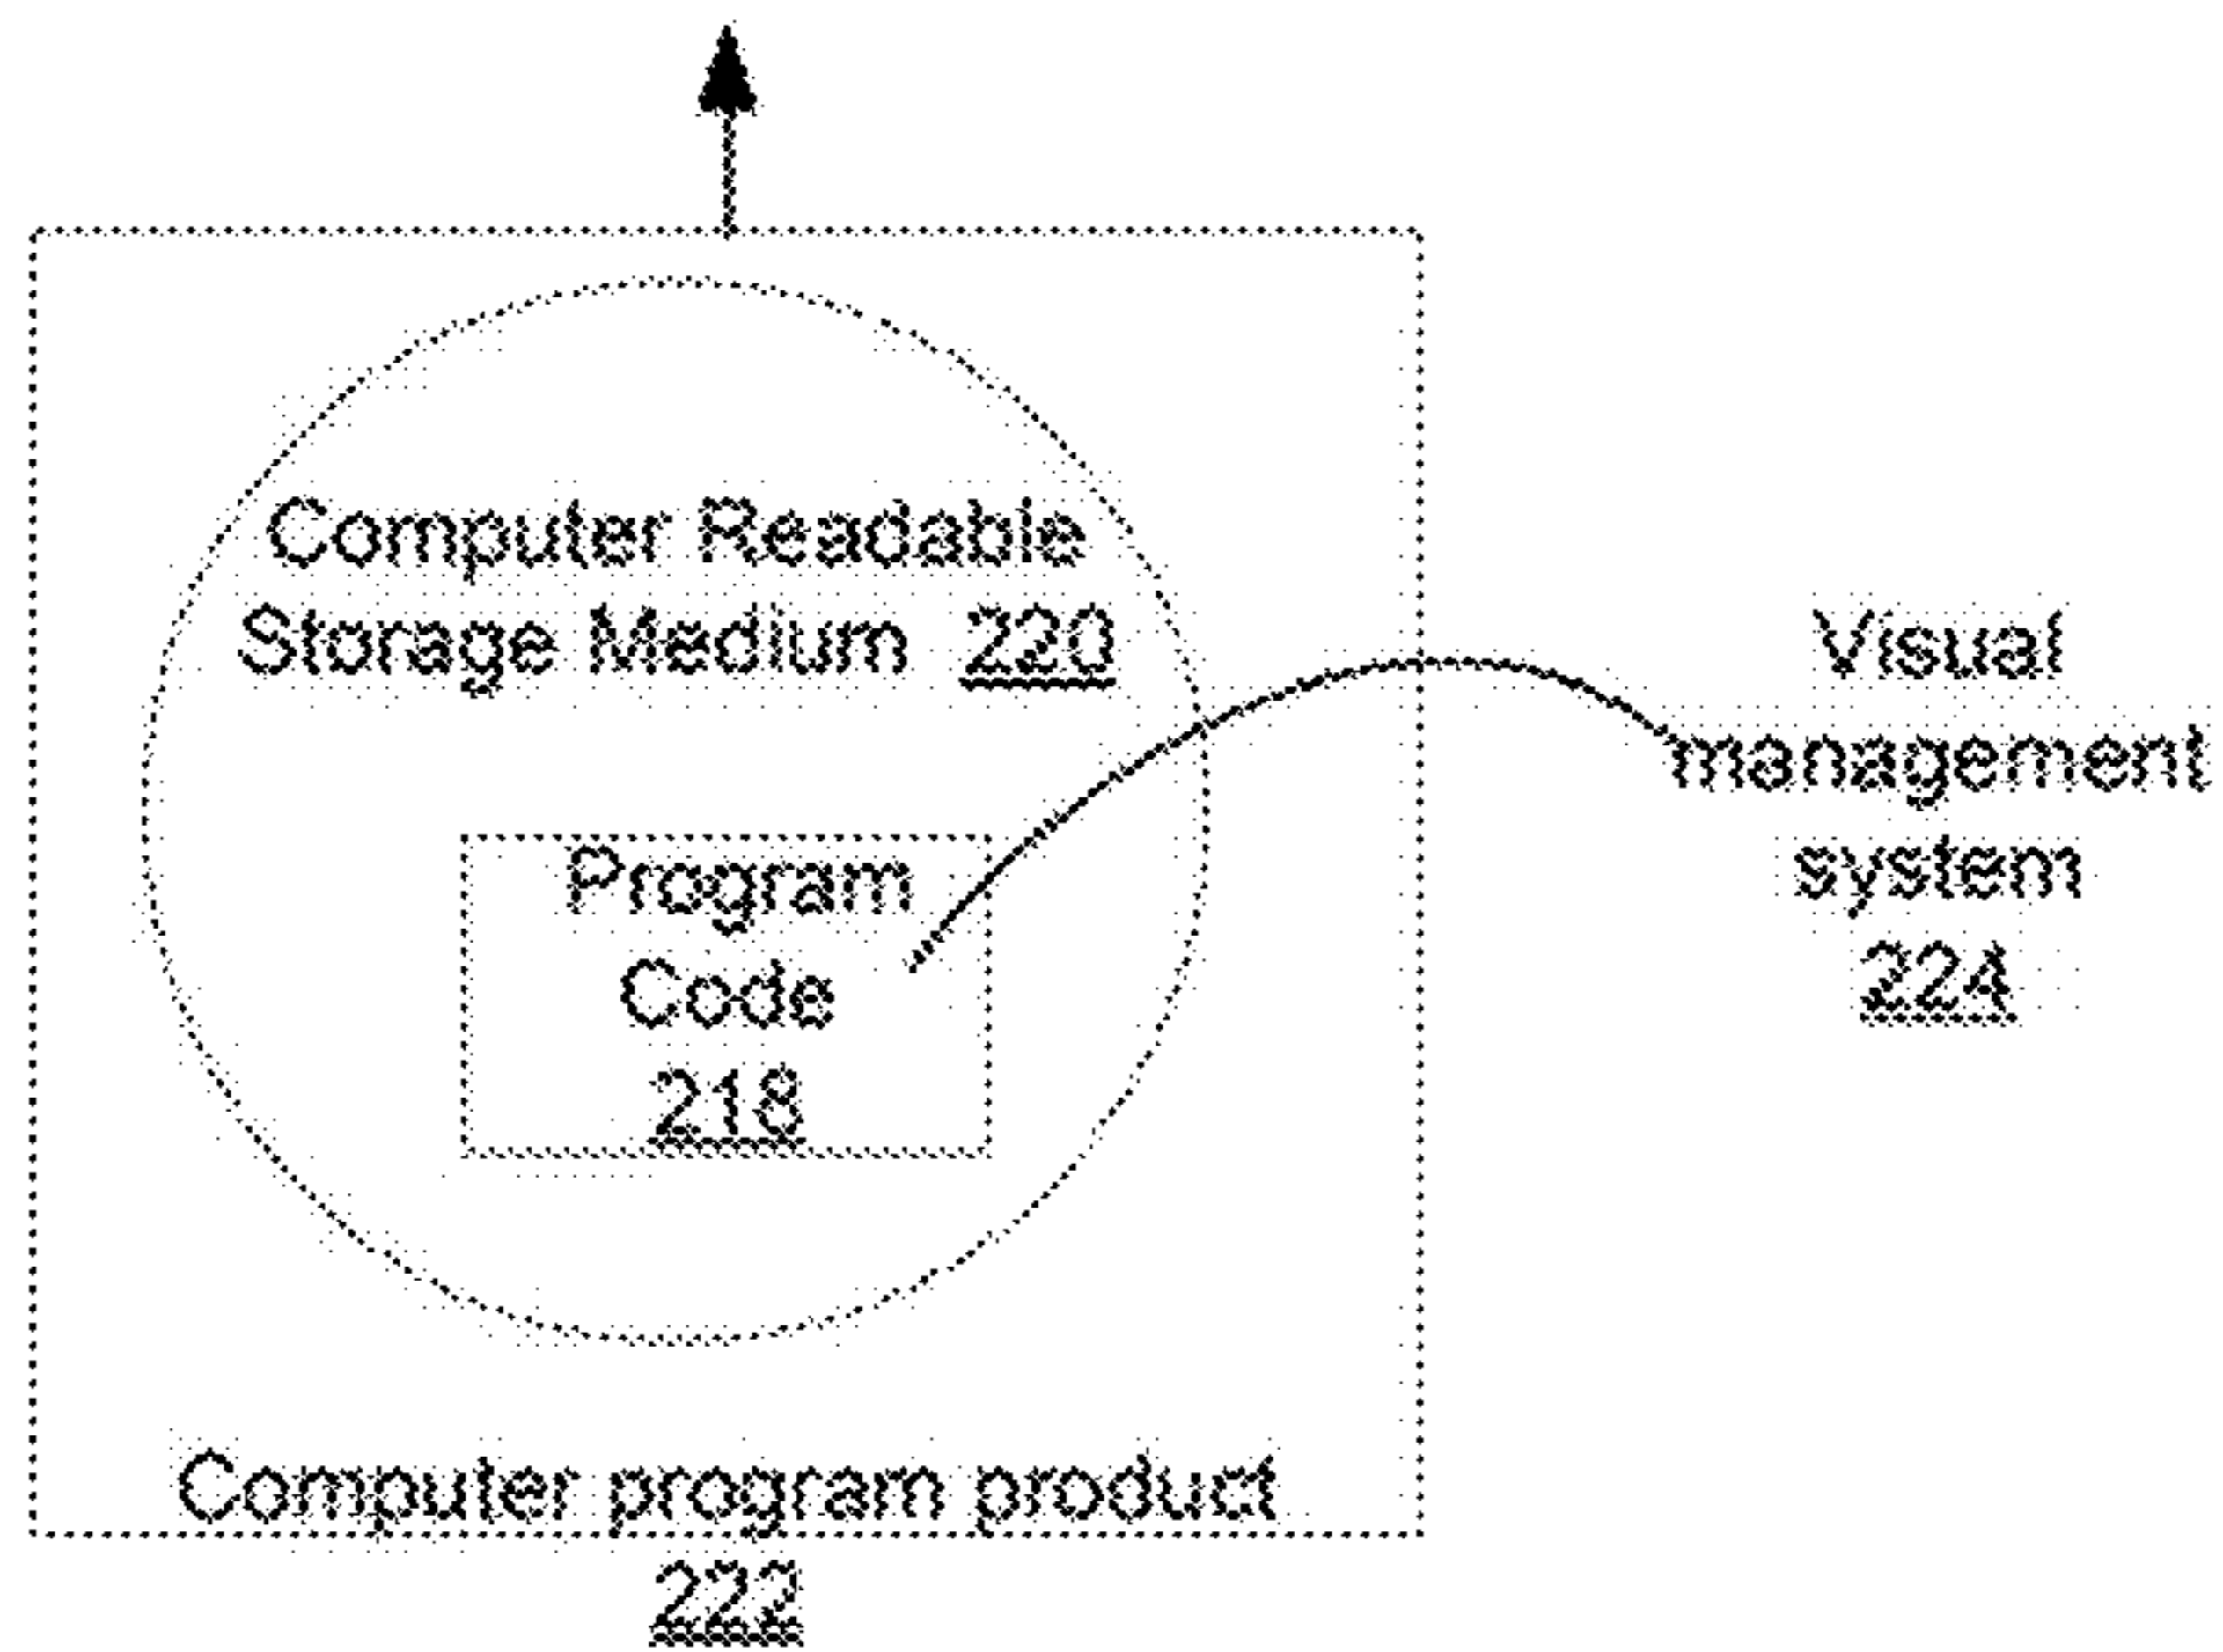 Computer Readable
Storage Medium 220
Program
Code
218
Visual
management
system
224
Computer program product
222